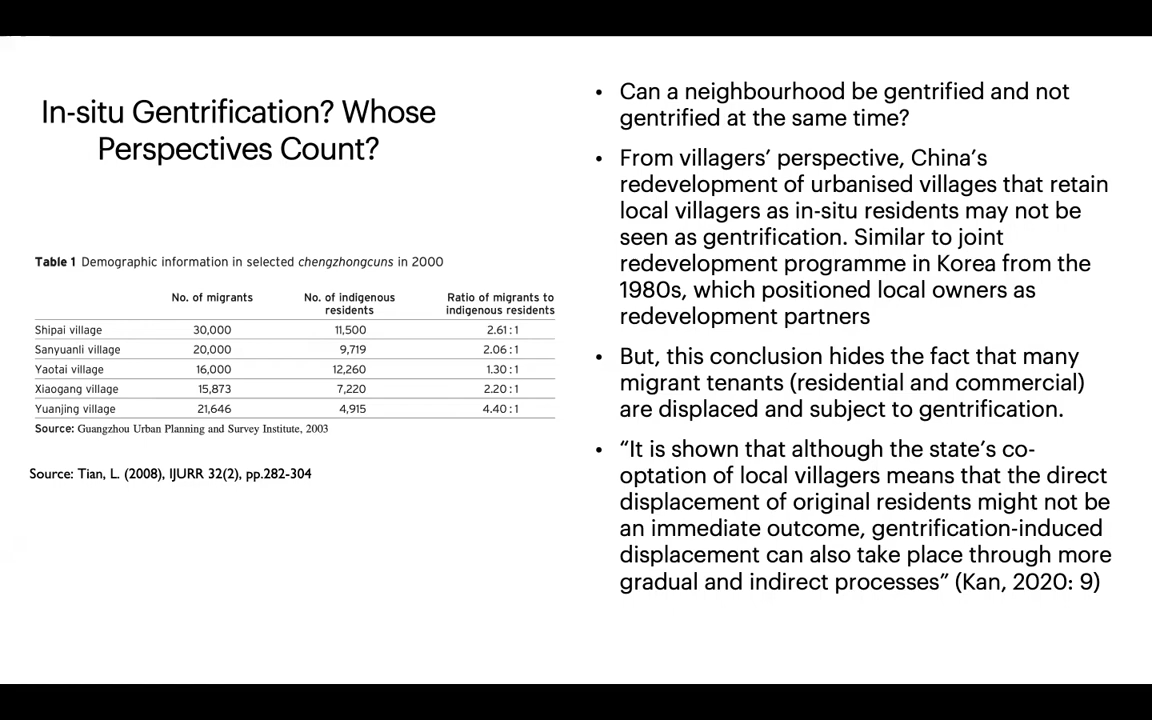 In-situ Gentrification? Whose
Perspectives Count?
Table 1 Demographic information in selected chengzhongcuns in 2000
No. of migrants No. of indigenous residents Ratio of migrants to indigenous residents
Shipai village 30,000 11,500 2.61:1
Sanyuanli village 20,000 9,719 2.06:1
Yaotai village 16,000 12,260 1.30:1
Xiaogang village 15,873 7,220 2.20:1
Yuanjing village 21,646 4,915 4.40:1
Source: Guangzhou Urban Planning and Survey Institute, 2003
Source: Tian, L. (2008), IJURR 32(2), pp.282-304
• Can a neighbourhood be gentrified and not
gentrified at the same time?
• From villagers’ perspective, China’s
redevelopment of urbanised villages that retain
local villagers as in-situ residents may not be
seen as gentrification. Similar to joint
redevelopment programme in Korea from the
1980s, which positioned local owners as
redevelopment partners
• But, this conclusion hides the fact that many
migrant tenants (residential and commercial)
are displaced and subject to gentrification.
• “It is shown that although the state’s co-
optation of local villagers means that the direct
displacement of original residents might not be
an immediate outcome, gentrification-induced
displacement can also take place through more
gradual and indirect processes” (Kan, 2020: 9)